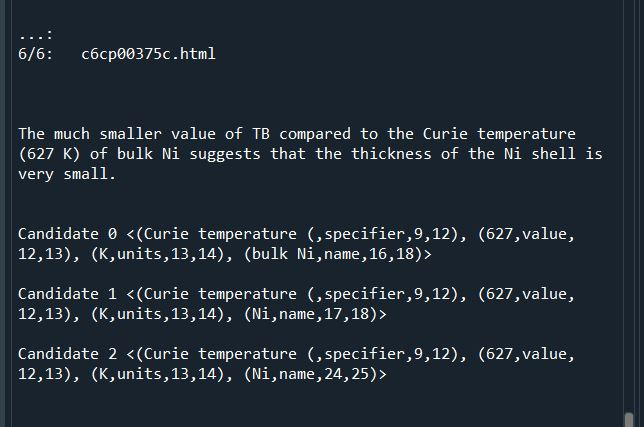 ...:
6/6: c6cp00375c.html
The much smaller value of TB compared to the Curie temperature
(627 K) of bulk Ni suggests that the thickness of the Ni shell is
very small.
Candidate 0 <(Curie temperature (,specifier,9,12), (627,value,
12,13), (K,units,13,14), (bulk Ni,name,16,18)>
Candidate 1 <(Curie temperature (,specifier,9,12), (627,value,
12,13), (K,units,13,14), (Ni,name,17,18)>
Candidate 2 <(Curie temperature (,specifier,9,12), (627,value,
12,13), (K,units,13,14), (Ni,name,24,25)>